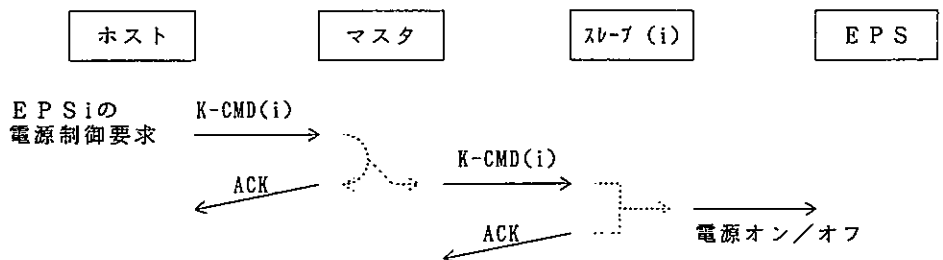 ホスト マスタ ｽﾚｰﾌﾞ (i) ＥＰＳ
ＥＰＳiの K-CMD(i)
電源制御要求
K-CMD(i)
ACK
ACK 電源オン／オフ